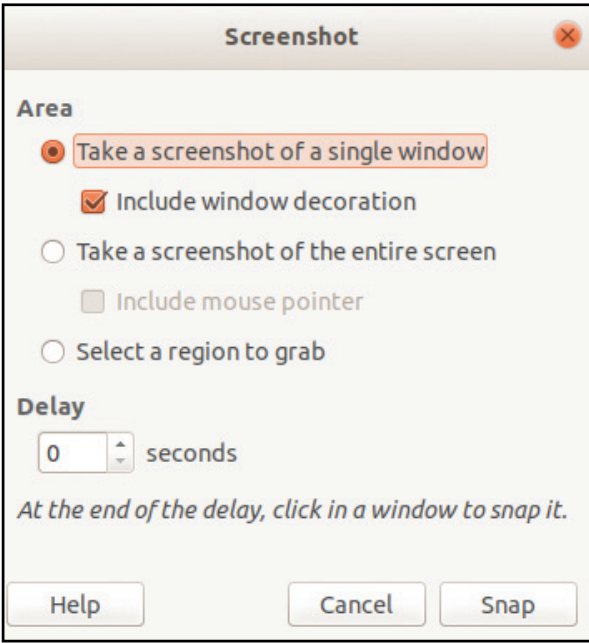 Screenshot
Area
Take a screenshot of a single window
Include window decoration
Take a screenshot of the entire screen
Include mouse pointer
Select a region to grab
Delay
0 seconds
At the end of the delay, click in a window to snap it.
Help Cancel Snap